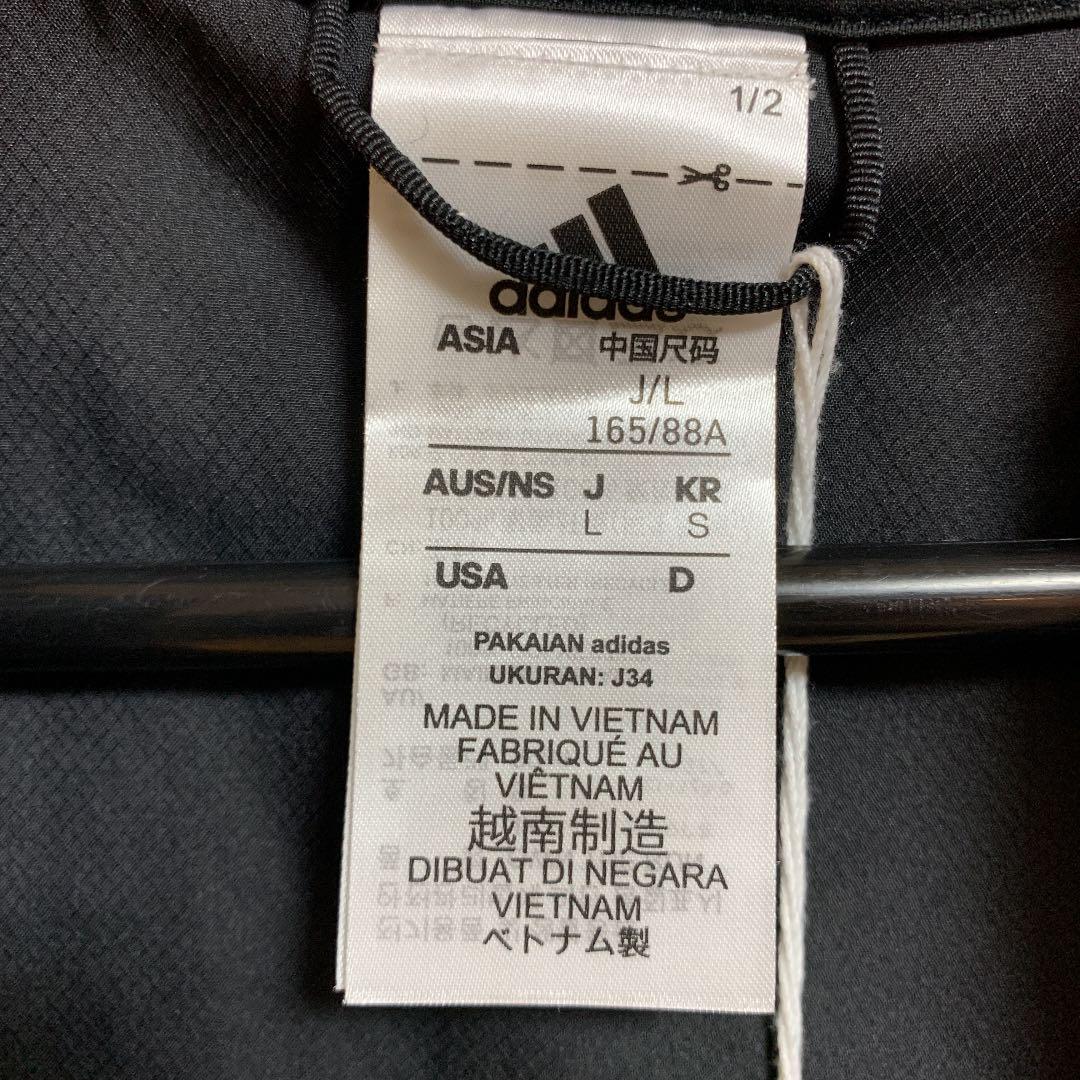 1/2
adidas
ASIA 中国尺码
J/L
165/88A
AUS/NS J KR
L S
USA D
PAKAIAN adidas
UKURAN: J34
MADE IN VIETNAM
FABRIQUÉ AU
VIÊTNAM
越南制造
DIBUAT DI NEGARA
VIETNAM
ベトナム製